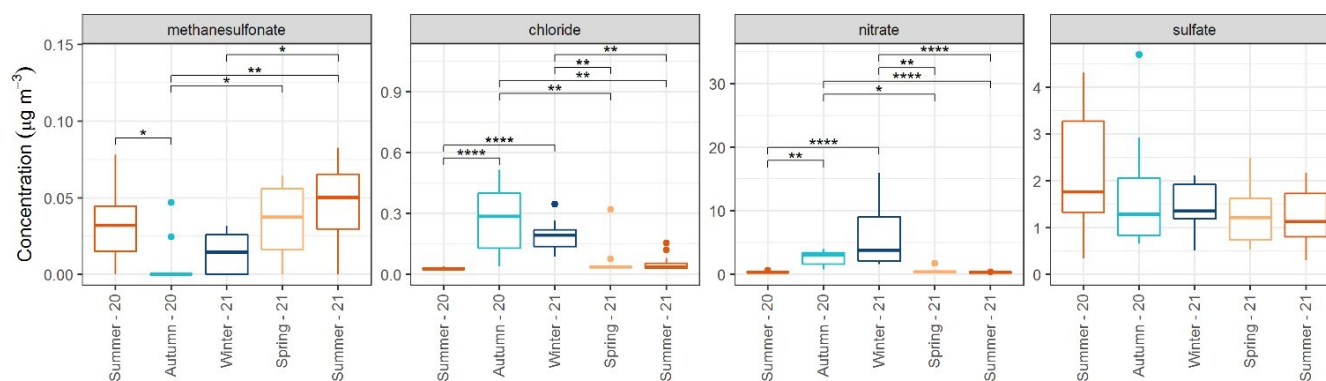 methanesulfonate
chloride
nitrate
sulfate
Concentration (µg m⁻³)
0.15
0.10
0.05
0.00
*
**
*
*
Summer - 20
Autumn - 20
Winter - 21
Spring - 21
Summer - 21
0.9
0.6
0.3
0.0
**
**
**
**
****
****
Summer - 20
Autumn - 20
Winter - 21
Spring - 21
Summer - 21
30
20
10
0
****
**
****
*
****
**
Summer - 20
Autumn - 20
Winter - 21
Spring - 21
Summer - 21
4
3
2
1
0
Summer - 20
Autumn - 20
Winter - 21
Spring - 21
Summer - 21